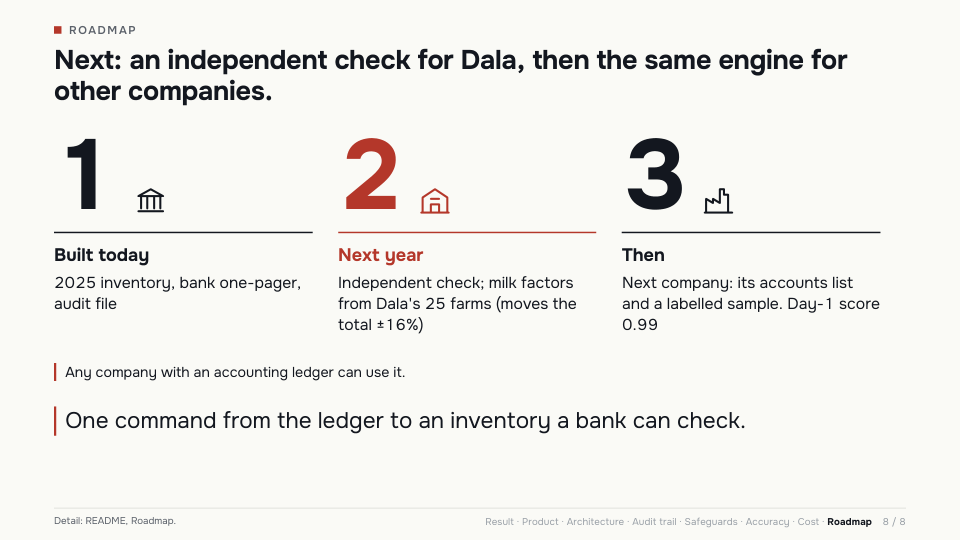 ROADMAP
Next: an independent check for Dala, then the same engine for
other companies.
1
2
3
Built today
2025 inventory, bank one-pager,
audit file
Next year
Independent check; milk factors
from Dala's 25 farms (moves the
total ±16%)
Then
Next company: its accounts list
and a labelled sample. Day-1 score
0.99
Any company with an accounting ledger can use it.
One command from the ledger to an inventory a bank can check.
Detail: README, Roadmap.
Result · Product · Architecture · Audit trail · Safeguards · Accuracy · Cost · Roadmap 8 / 8